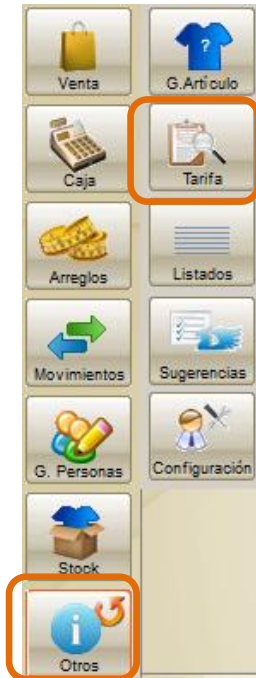 Venta
G.Artículo
?
Caja
Tarifa
Arreglos
Listados
Movimientos
Sugerencias
G. Personas
Configuración
Stock
i
Otros